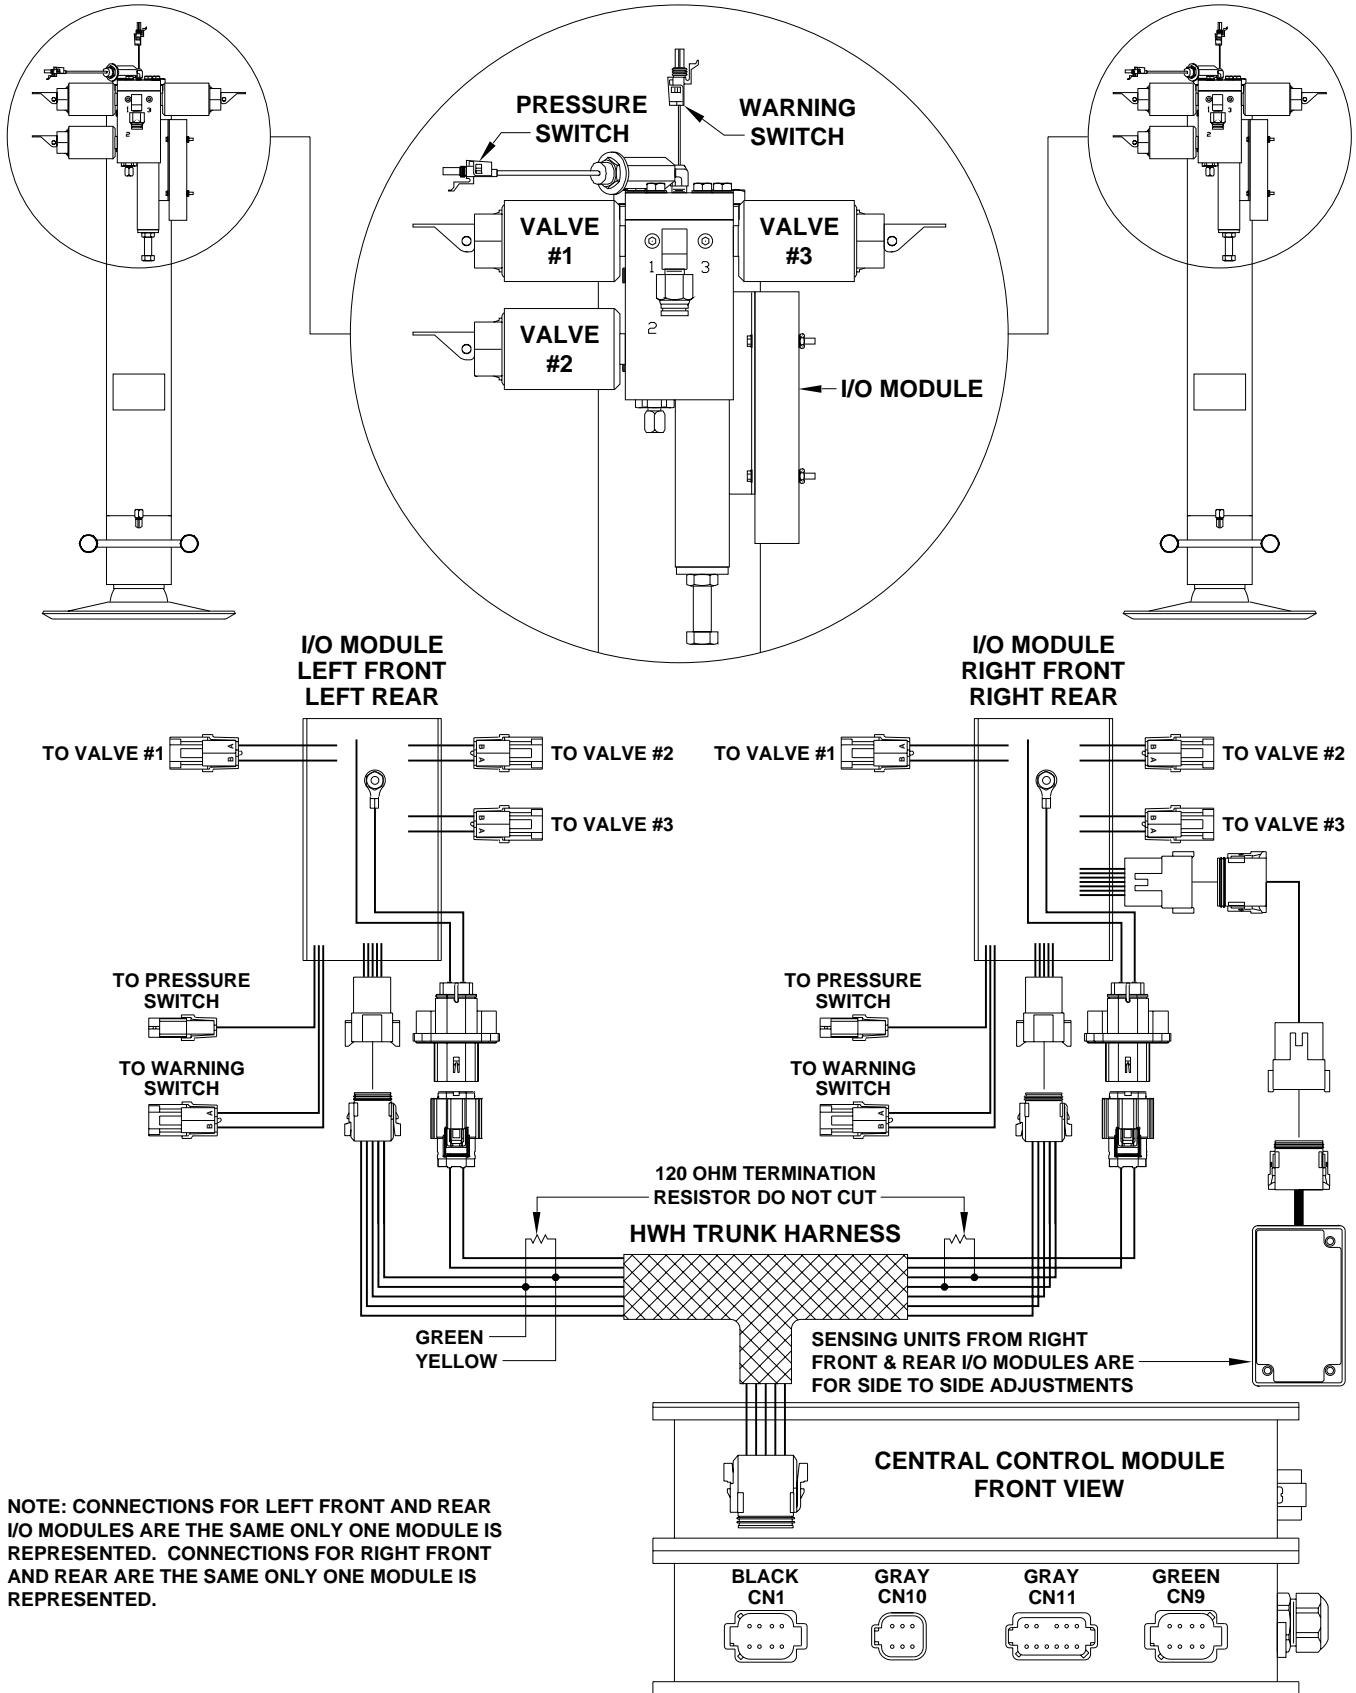 PRESSURE
SWITCH
WARNING
SWITCH
1 3
2
1 3
2
VALVE
#1
VALVE
#3
1 3
2
VALVE
#2
I/O MODULE
I/O MODULE
LEFT FRONT
LEFT REAR
I/O MODULE
RIGHT FRONT
RIGHT REAR
TO VALVE #1
A
B
B
A
TO VALVE #2
TO VALVE #1
A
B
B
A
TO VALVE #2
B
A
TO VALVE #3
B
A
TO VALVE #3
TO PRESSURE
SWITCH
TO PRESSURE
SWITCH
TO WARNING
SWITCH
A
B
TO WARNING
SWITCH
A
B
120 OHM TERMINATION
RESISTOR DO NOT CUT
HWH TRUNK HARNESS
GREEN
YELLOW
SENSING UNITS FROM RIGHT
FRONT & REAR I/O MODULES ARE
FOR SIDE TO SIDE ADJUSTMENTS
CENTRAL CONTROL MODULE
FRONT VIEW
NOTE: CONNECTIONS FOR LEFT FRONT AND REAR
I/O MODULES ARE THE SAME ONLY ONE MODULE IS
REPRESENTED. CONNECTIONS FOR RIGHT FRONT
AND REAR ARE THE SAME ONLY ONE MODULE IS
REPRESENTED.
BLACK
CN1
GRAY
CN10
GRAY
CN11
GREEN
CN9